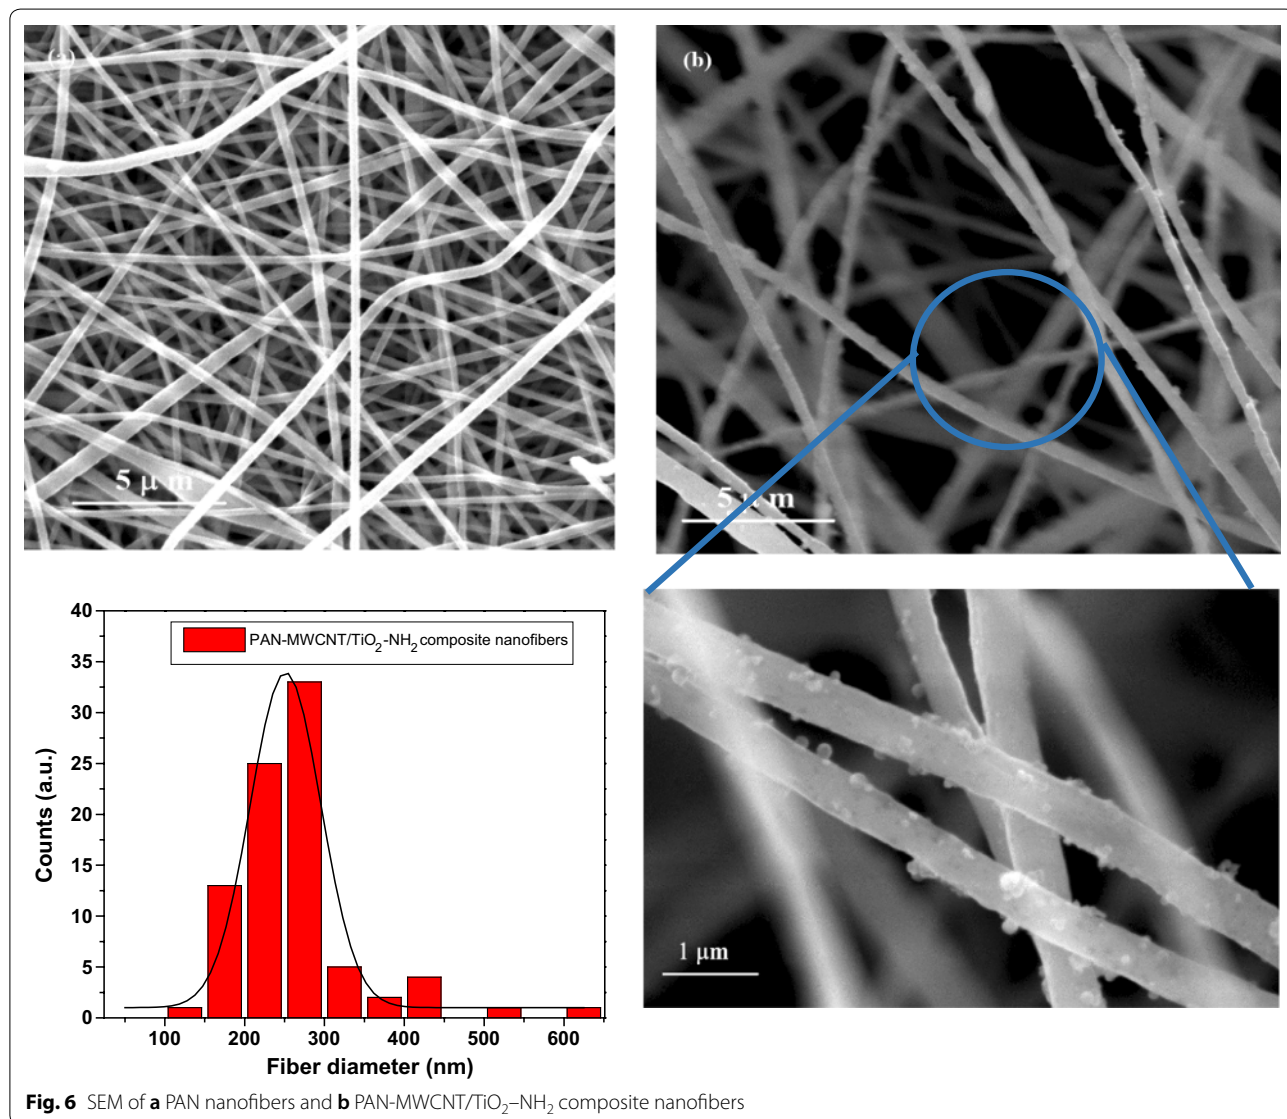 (a)
(b)
5 μ m
5 μ m
40
35
30
25
20
15
10
5
0
Counts (a.u.)
PAN-MWCNT/TiO₂-NH₂ composite nanofibers
100 200 300 400 500 600
Fiber diameter (nm)
1 μm
Fig. 6 SEM of a PAN nanofibers and b PAN-MWCNT/TiO₂–NH₂ composite nanofibers